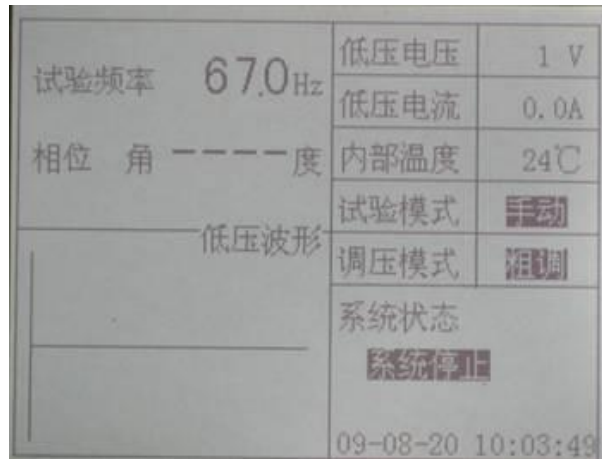 试验频率 67.0Hz
相位 角 ----度
低压波形
低压电压 1 V
低压电流 0.0A
内部温度 24℃
试验模式 手动
调压模式 粗调
系统状态
系统停止
09-08-20 10:03:49